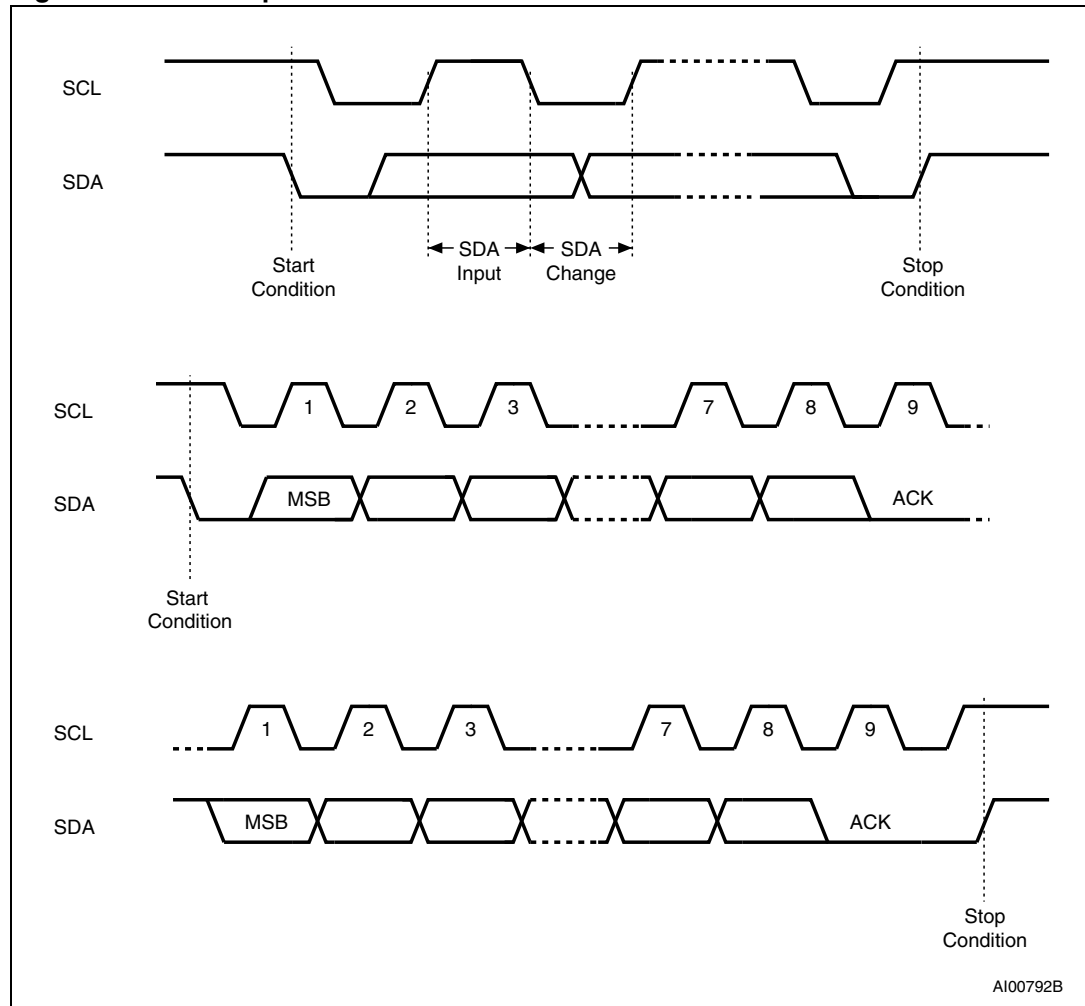 SCL
SDA
SDA Input
SDA Change
Start Condition
Stop Condition
SCL
1 2 3 7 8 9
SDA
MSB
ACK
Start Condition
SCL
1 2 3 7 8 9
SDA
MSB
ACK
Stop Condition
AI00792B